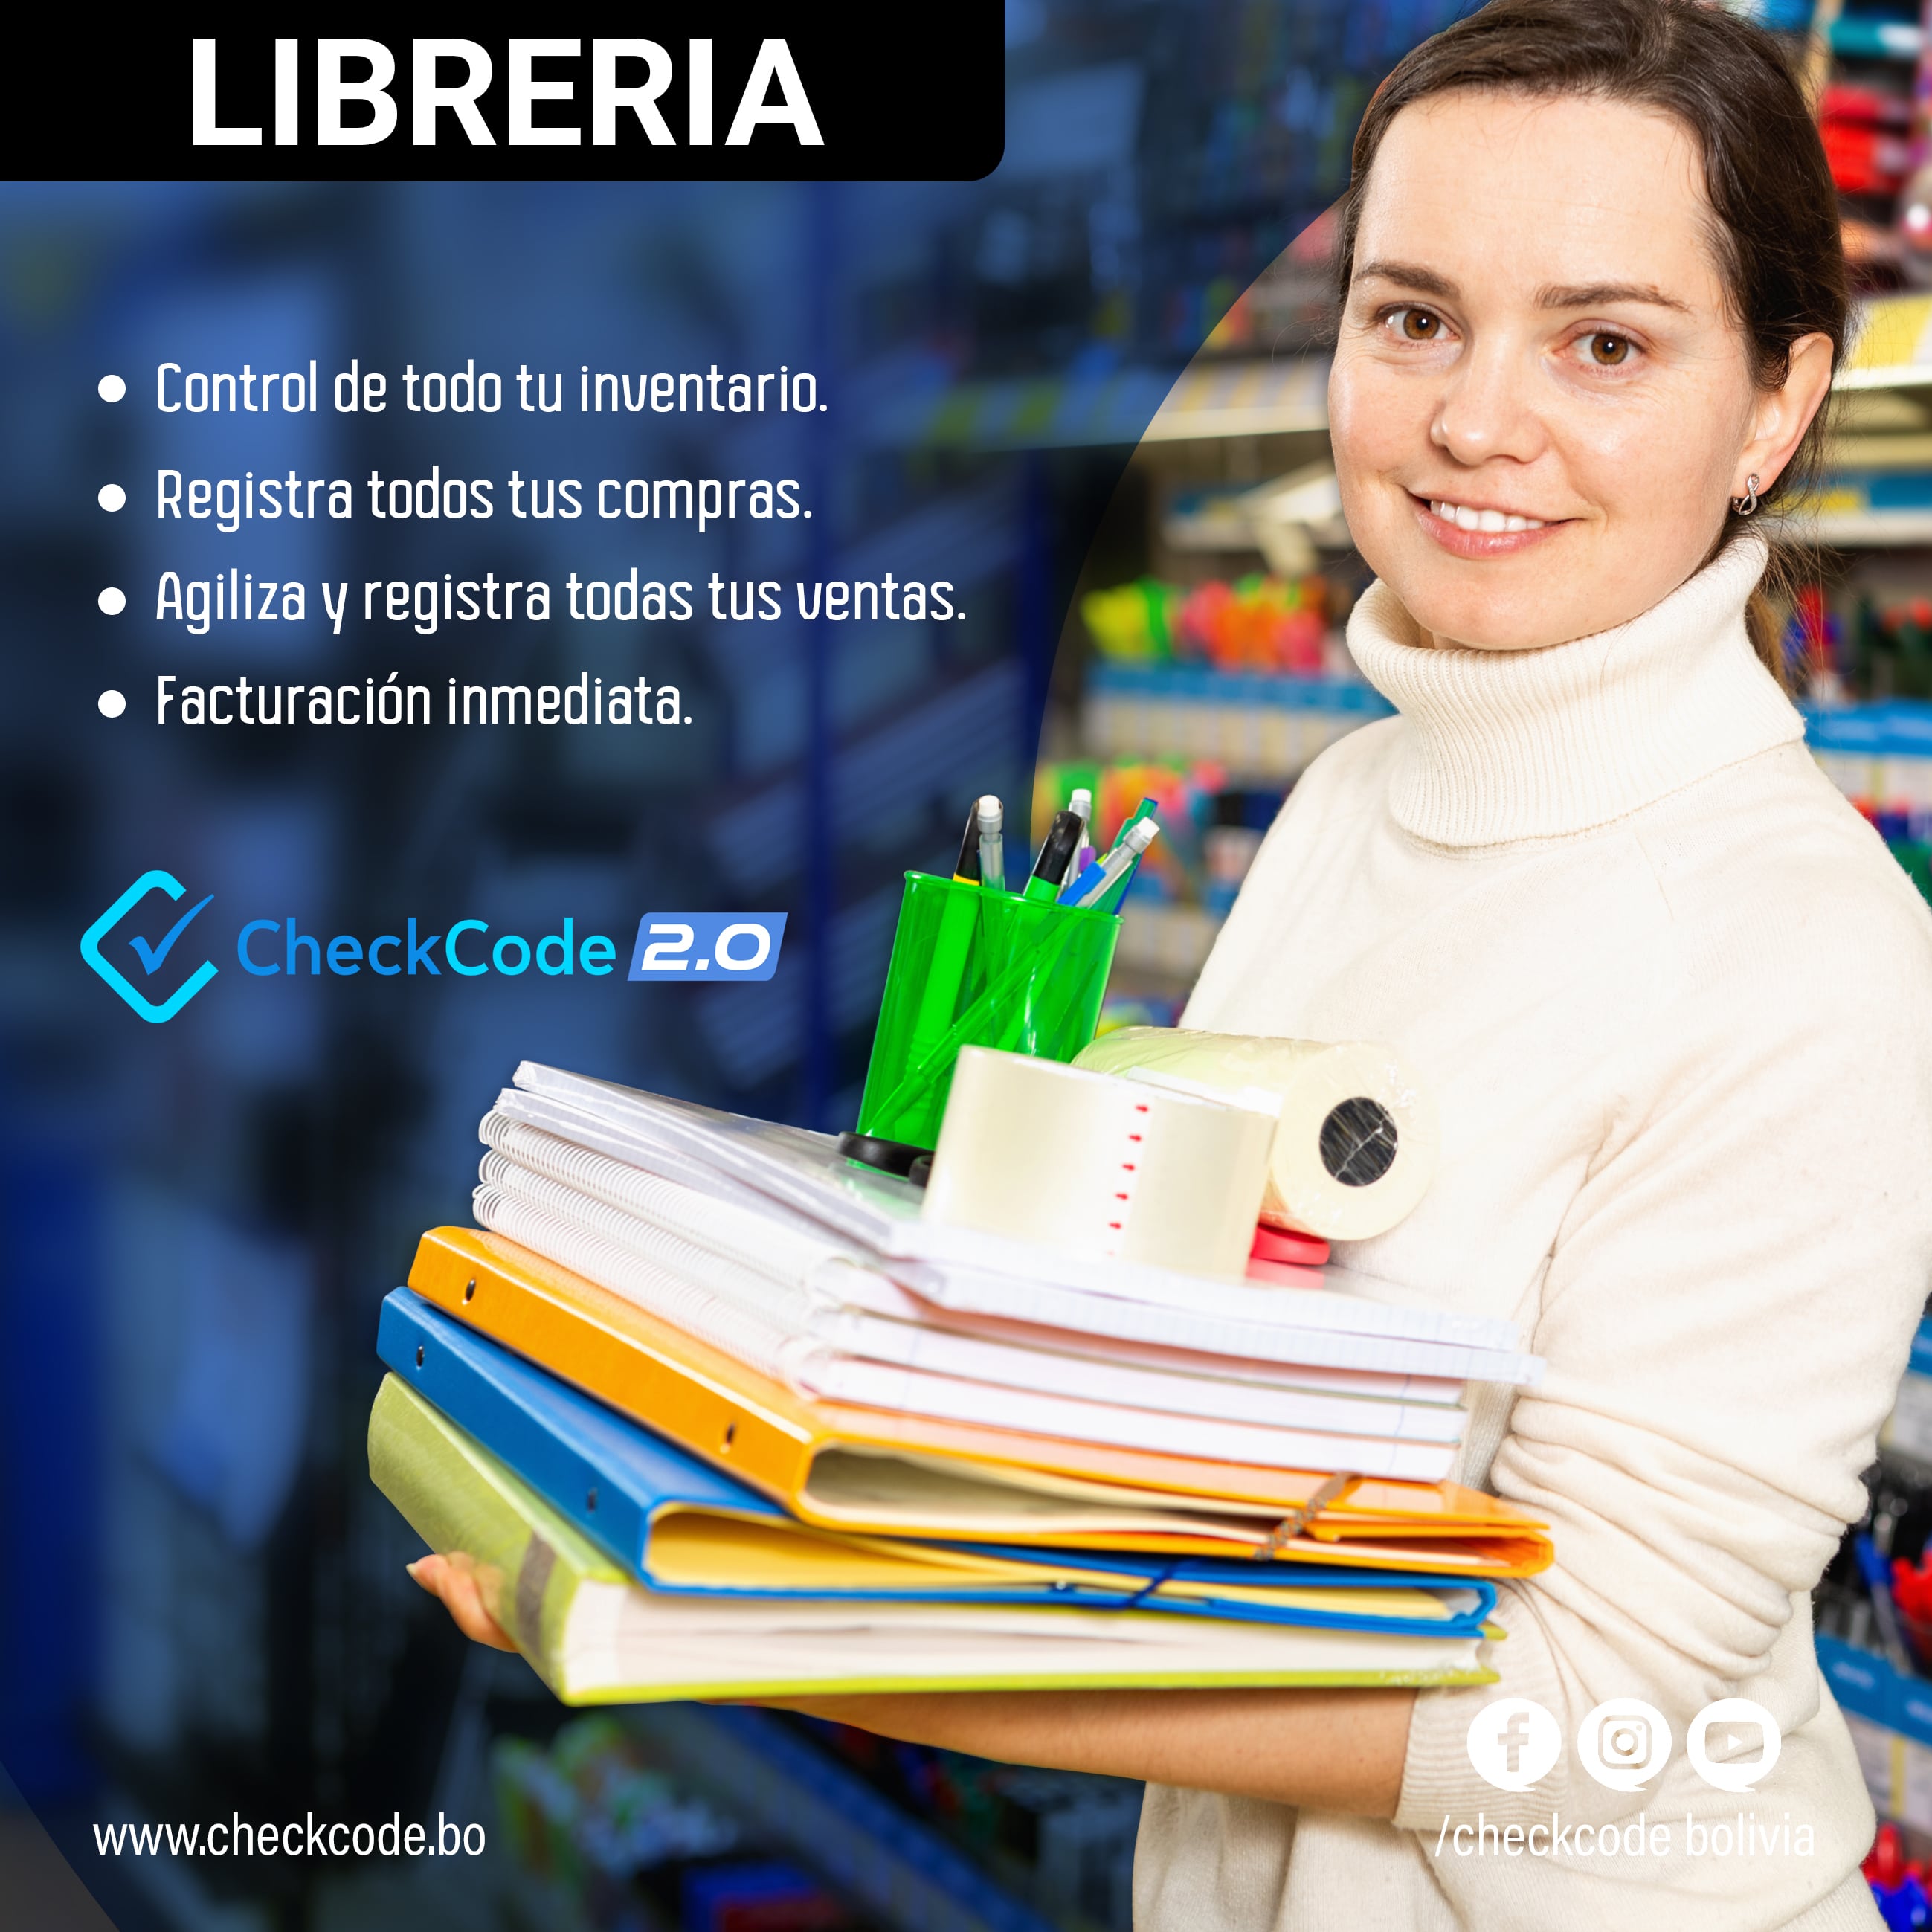 LIBRERIA
Control de todo tu inventario.
Registra todos tus compras.
Agiliza y registra todas tus ventas.
Facturación inmediata.
CheckCode 2.0
www.checkcode.bo
/checkcode bolivia